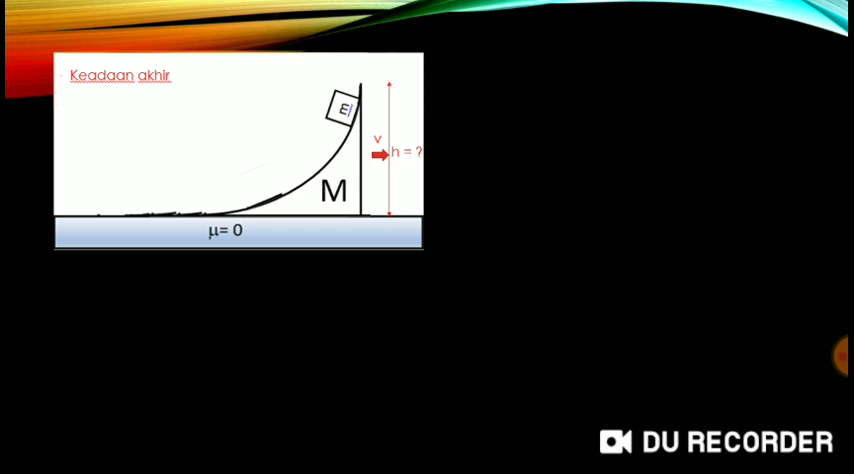 Keadaan akhir
m
v
h = ?
M
μ= 0
DU RECORDER